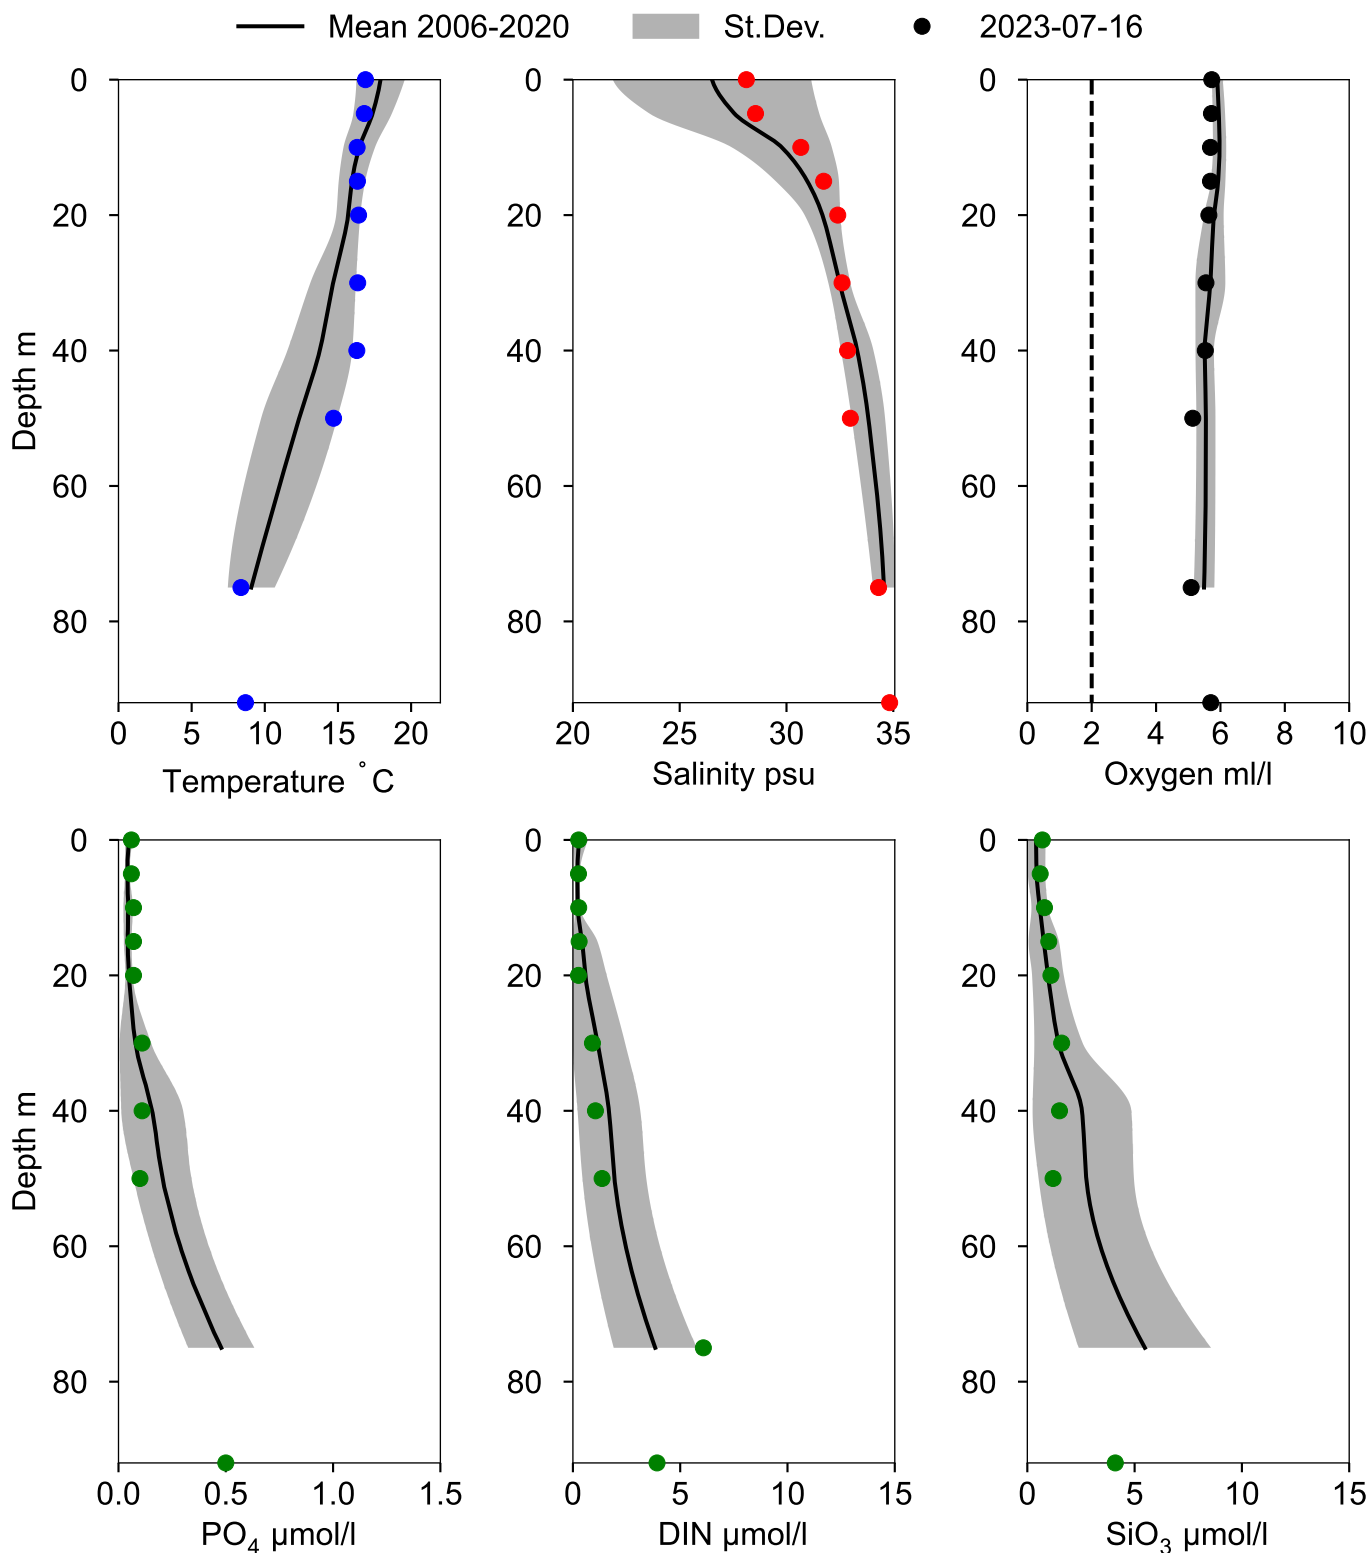 Mean 2006-2020 St.Dev. 2023-07-16
0 0 0
20 20 20
40 40 40
60 60 60
80 80 80
Depth m
0 5 10 15 20 20 25 30 35 0 2 4 6 8 10
Temperature °C Salinity psu Oxygen ml/l
0 0 0
20 20 20
40 40 40
60 60 60
80 80 80
Depth m
0.0 0.5 1.0 1.5 0 5 10 15 0 5 10 15
PO₄ µmol/l DIN µmol/l SiO₃ µmol/l